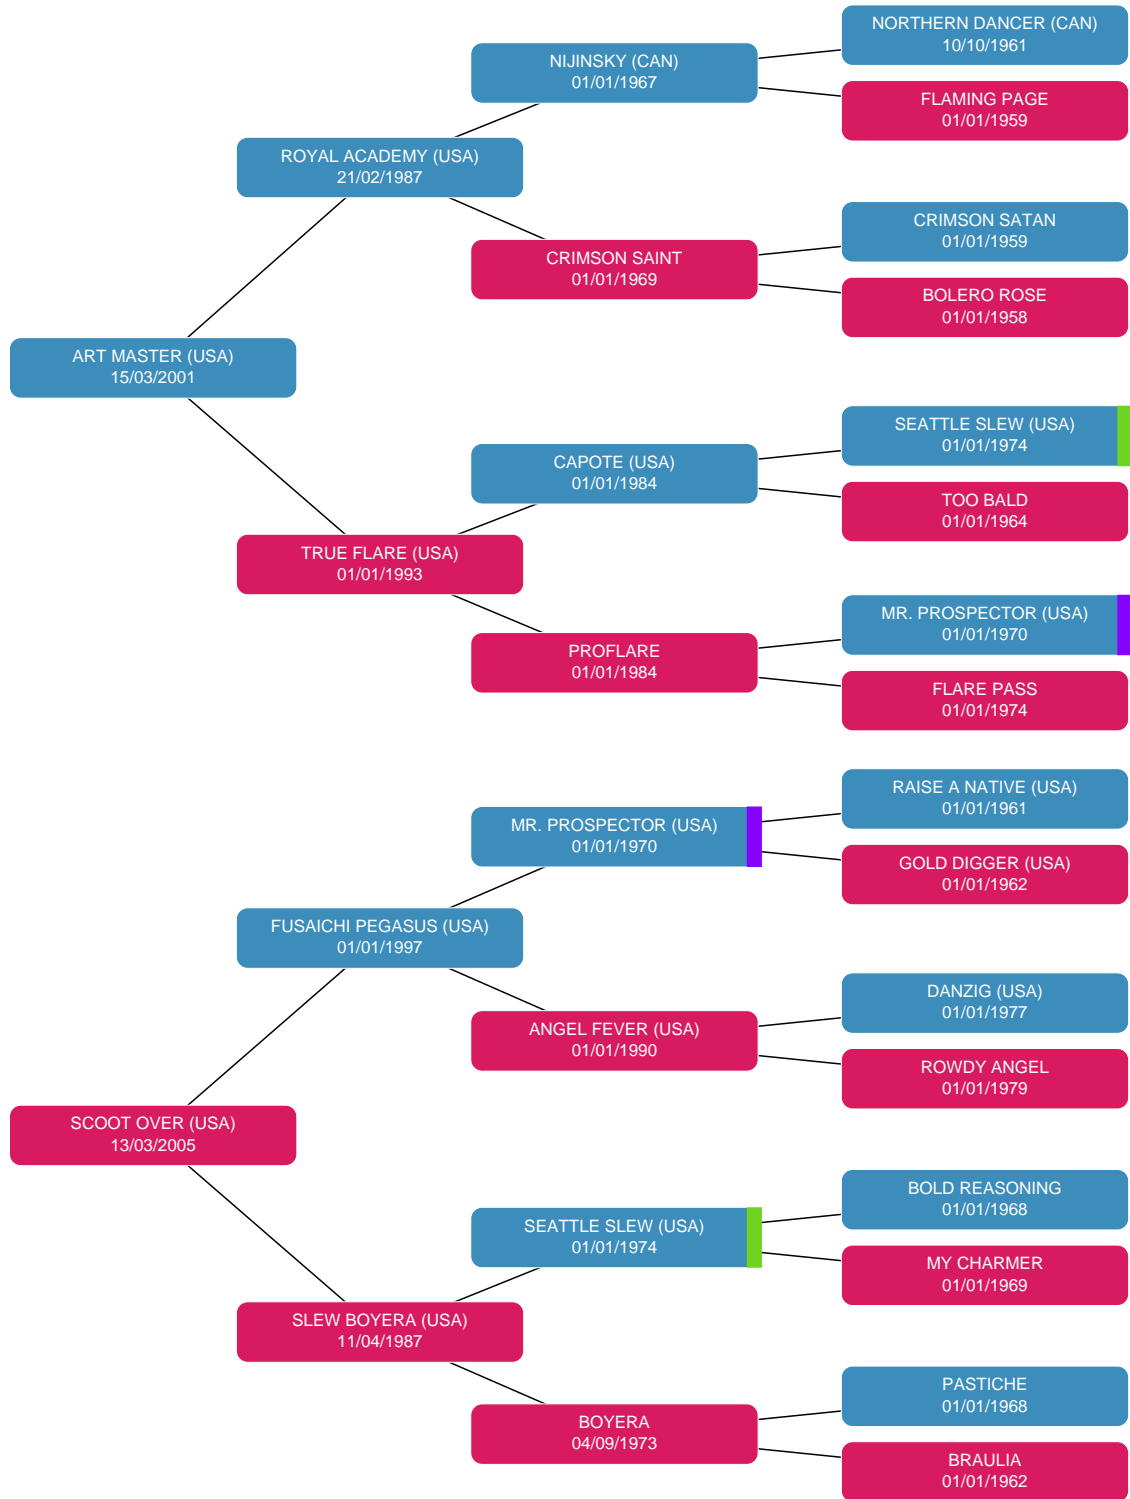 NORTHERN DANCER (CAN)
10/10/1961
NIJINSKY (CAN)
01/01/1967
FLAMING PAGE
01/01/1959
ROYAL ACADEMY (USA)
21/02/1987
CRIMSON SATAN
01/01/1959
CRIMSON SAINT
01/01/1969
BOLERO ROSE
01/01/1958
ART MASTER (USA)
15/03/2001
SEATTLE SLEW (USA)
01/01/1974
CAPOTE (USA)
01/01/1984
TOO BALD
01/01/1964
TRUE FLARE (USA)
01/01/1993
MR. PROSPECTOR (USA)
01/01/1970
PROFLARE
01/01/1984
FLARE PASS
01/01/1974
RAISE A NATIVE (USA)
01/01/1961
MR. PROSPECTOR (USA)
01/01/1970
GOLD DIGGER (USA)
01/01/1962
FUSAICHI PEGASUS (USA)
01/01/1997
DANZIG (USA)
01/01/1977
ANGEL FEVER (USA)
01/01/1990
ROWDY ANGEL
01/01/1979
SCOOT OVER (USA)
13/03/2005
BOLD REASONING
01/01/1968
SEATTLE SLEW (USA)
01/01/1974
MY CHARMER
01/01/1969
SLEW BOYERA (USA)
11/04/1987
PASTICHE
01/01/1968
BOYERA
04/09/1973
BRAULIA
01/01/1962